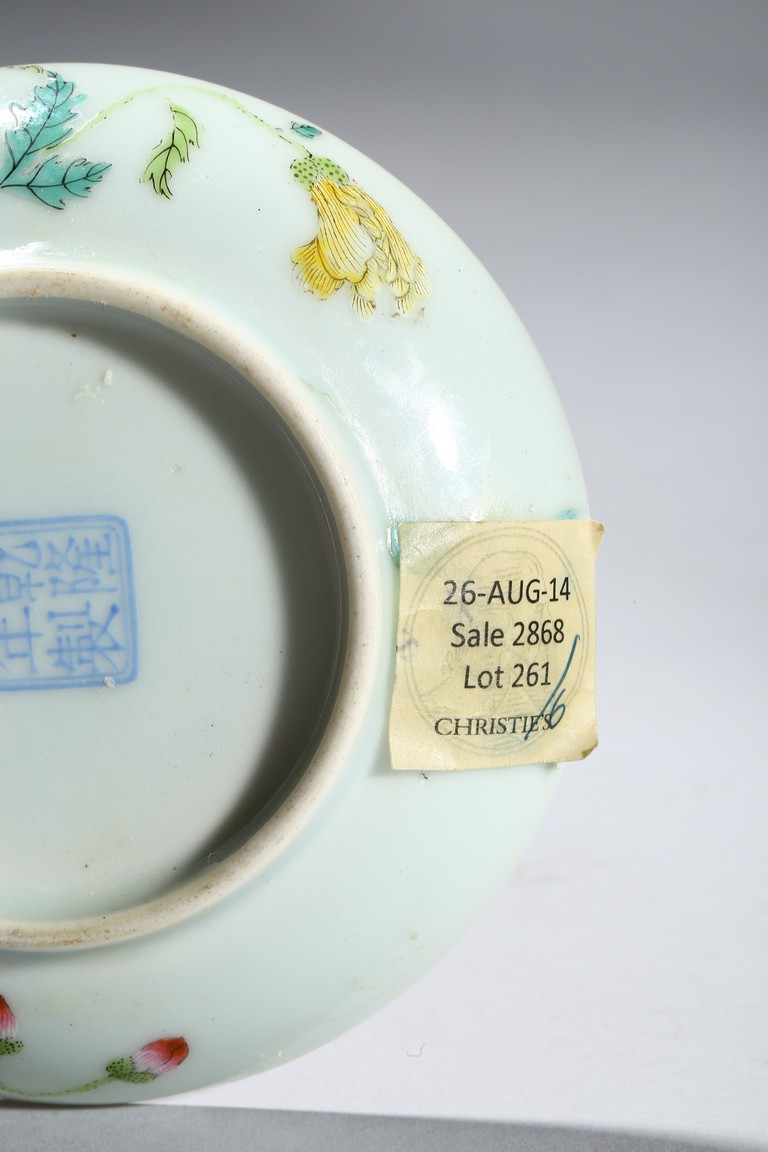 乾隆
年製
26-AUG-14
Sale 2868
Lot 261
CHRISTIE'S